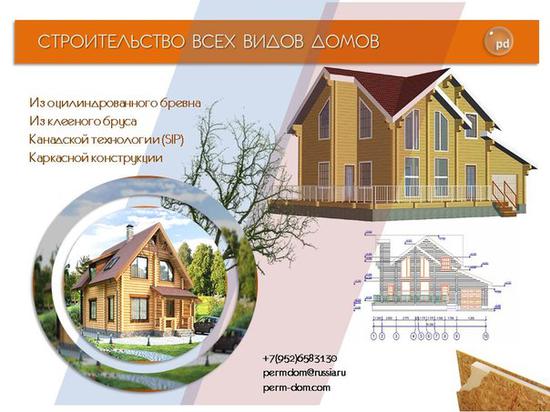 СТРОИТЕЛЬСТВО ВСЕХ ВИДОВ ДОМОВ
pd
Из оцилиндрованного бревна
Из клееного бруса
Канадской технологии (SIP)
Каркасной конструкции
+7(952)6583130
permdom@russia.ru
perm-dom.com